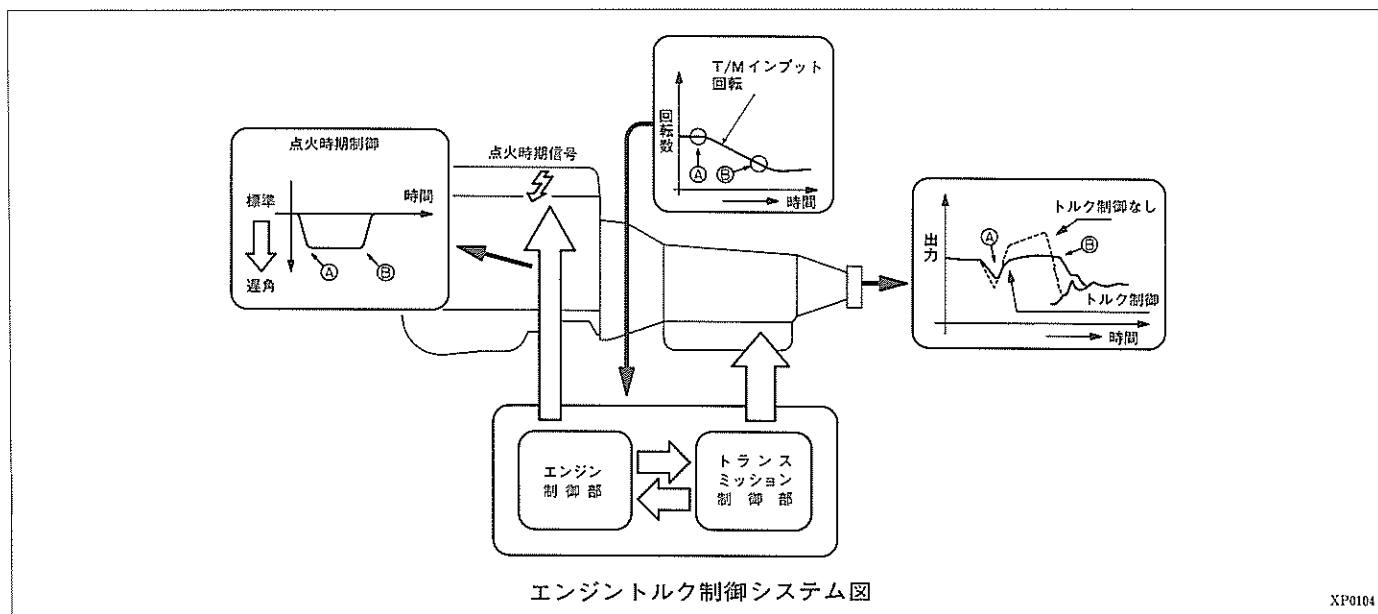 T/Mインプット
回転
回転数
Ⓐ
Ⓑ
時間
点火時期制御
標準
時間
遅角
Ⓐ
Ⓑ
点火時期信号
トルク制御なし
出力
Ⓐ
Ⓑ
トルク制御
時間
エンジン
制御部
トランス
ミッション
制御部
エンジントルク制御システム図
XP0104